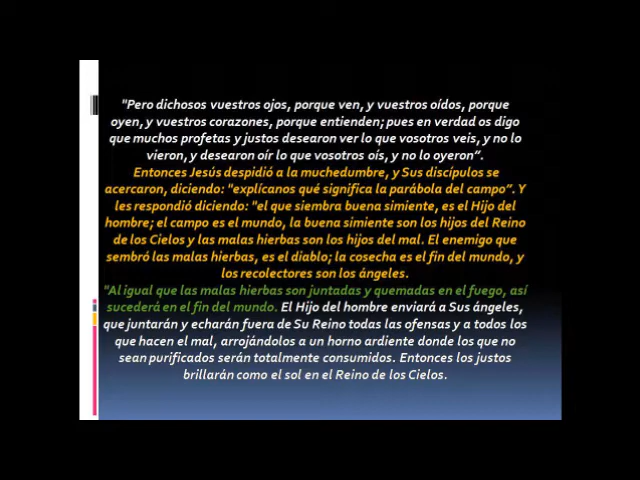 "Pero dichosos vuestros ojos, porque ven, y vuestros oídos, porque
oyen, y vuestros corazones, porque entienden; pues en verdad os digo
que muchos profetas y justos desearon ver lo que vosotros veis, y no lo
vieron, y desearon oír lo que vosotros oís, y no lo oyeron”.
Entonces Jesús despidió a la muchedumbre, y Sus discípulos se
acercaron, diciendo: "explícanos qué significa la parábola del campo”. Y
les respondió diciendo: "el que siembra buena simiente, es el Hijo del
hombre; el campo es el mundo, la buena simiente son los hijos del Reino
de los Cielos y las malas hierbas son los hijos del mal. El enemigo que
sembró las malas hierbas, es el diablo; la cosecha es el fin del mundo, y
los recolectores son los ángeles.
"Al igual que las malas hierbas son juntadas y quemadas en el fuego, así
sucederá en el fin del mundo. El Hijo del hombre enviará a Sus ángeles,
que juntarán y echarán fuera de Su Reino todas las ofensas y a todos los
que hacen el mal, arrojándolos a un horno ardiente donde los que no
sean purificados serán totalmente consumidos. Entonces los justos
brillarán como el sol en el Reino de los Cielos.